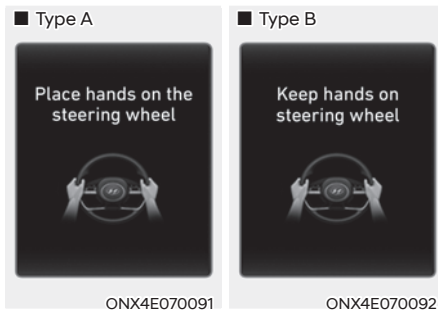 ■ Type A
Place hands on the
steering wheel
ONX4E070091
■ Type B
Keep hands on
steering wheel
ONX4E070092